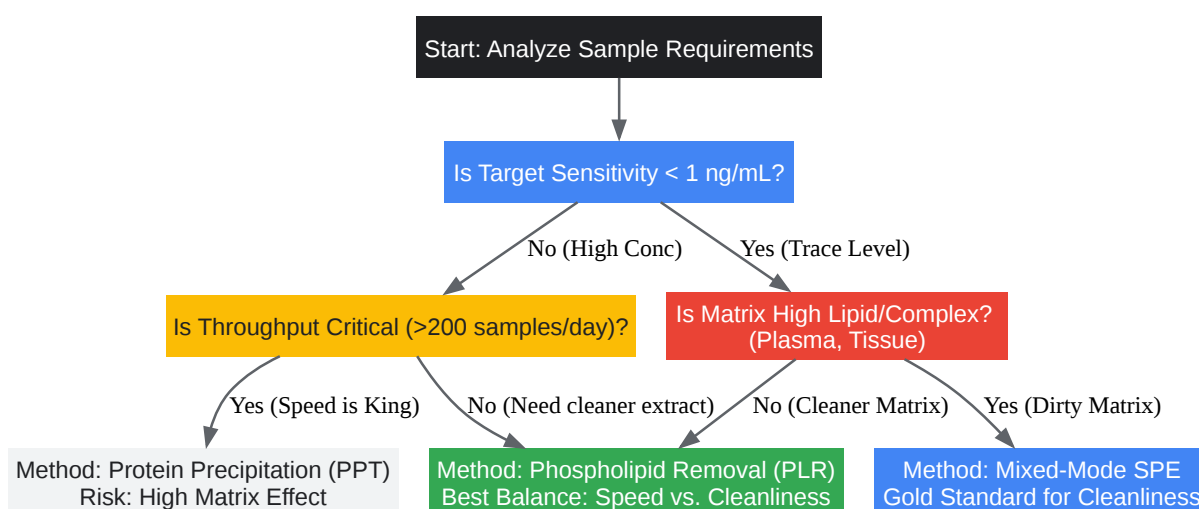 Start: Analyze Sample Requirements
Is Target Sensitivity < 1 ng/mL?
No (High Conc)
Yes (Trace Level)
Is Throughput Critical (>200 samples/day)?
Is Matrix High Lipid/Complex?
(Plasma, Tissue)
Yes (Speed is King)
No (Need cleaner extract)
No (Cleaner Matrix)
Yes (Dirty Matrix)
Method: Protein Precipitation (PPT)
Risk: High Matrix Effect
Method: Phospholipid Removal (PLR)
Best Balance: Speed vs. Cleanliness
Method: Mixed-Mode SPE
Gold Standard for Cleanliness